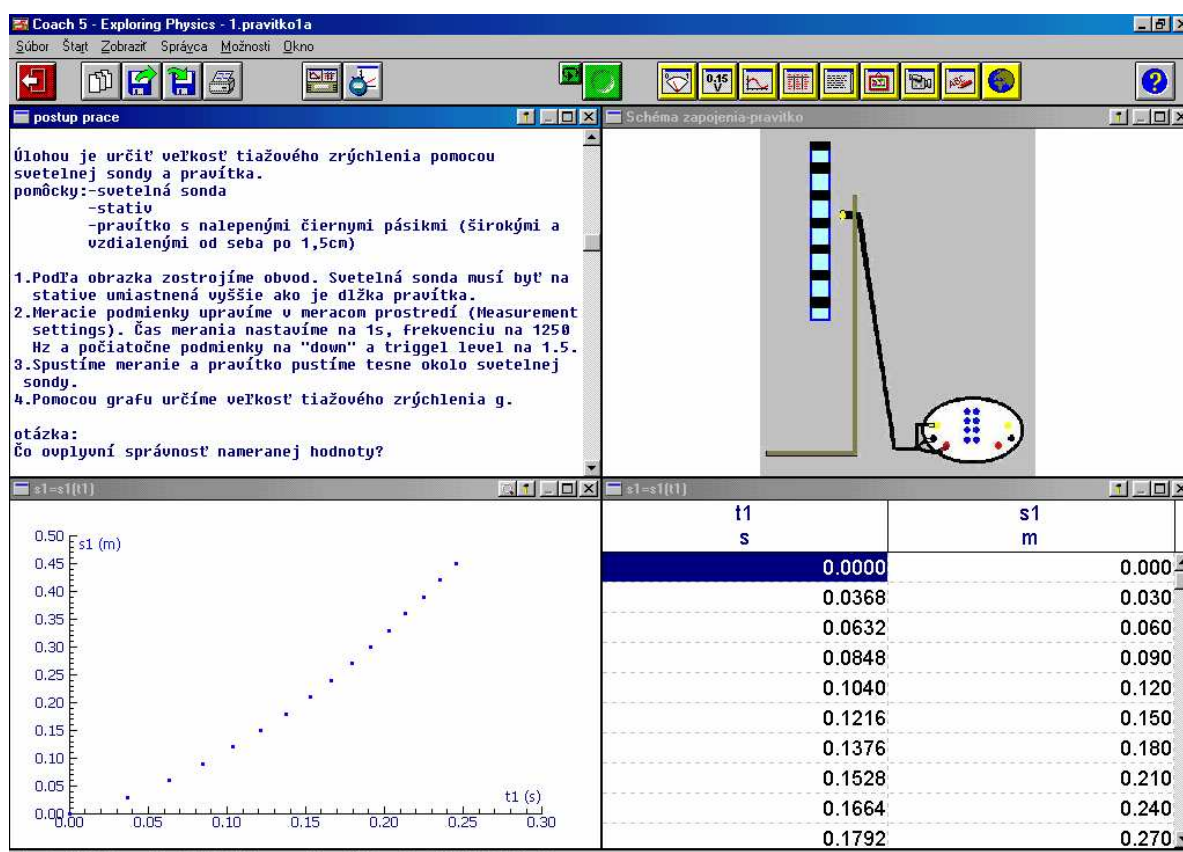 Coach 5 - Exploring Physics - 1.pravitko1a
Súbor Štart Zobraziť Správca Možnosti Okno
0,15
?
postup prace
Úlohou je určiť veľkosť tiažového zrýchlenia pomocou
svetelnej sondy a pravítka.
pomôcky:-svetelná sonda
-stativ
-pravítko s nalepenými čiernymi pásikmi (širokými a
vzdialenými od seba po 1,5cm)
1.Podľa obrazka zostrojíme obvod. Svetelná sonda musí byť na
stative umiastnená vyššie ako je dlžka pravítka.
2.Meracie podmienky upravíme v meracom prostredí (Measurement
settings). Čas merania nastavíme na 1s, frekvenciu na 1250
Hz a počiatočne podmienky na "down" a triggel level na 1.5.
3.Spustíme meranie a pravítko pustíme tesne okolo svetelnej
sondy.
4.Pomocou grafu určíme veľkosť tiažového zrýchlenia g.
otázka:
Čo ovplyvní správnosť nameranej hodnoty?
Schéma zapojenia-pravitko
s1=s1(t1)
0.50 s1 (m)
0.45
0.40
0.35
0.30
0.25
0.20
0.15
0.10
0.05
0.00
t1 (s)
0.00 0.05 0.10 0.15 0.20 0.25 0.30
s1=s1(t1)
t1 s1
s m
0.0000 0.000
0.0368 0.030
0.0632 0.060
0.0848 0.090
0.1040 0.120
0.1216 0.150
0.1376 0.180
0.1528 0.210
0.1664 0.240
0.1792 0.270